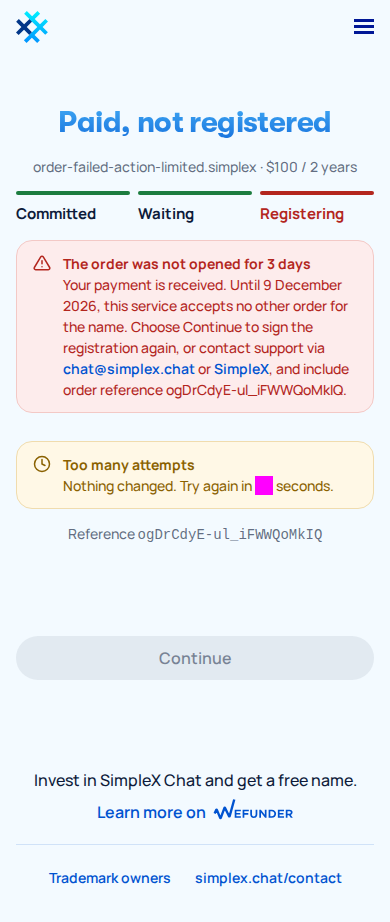 Paid, not registered
order-failed-action-limited.simplex · $100 / 2 years
Committed Waiting Registering
The order was not opened for 3 days
Your payment is received. Until 9 December
2026, this service accepts no other order for
the name. Choose Continue to sign the
registration again, or contact support via
chat@simplex.chat or SimpleX, and include
order reference ogDrCdyE-ul_iFWWQoMkIQ.
Too many attempts
Nothing changed. Try again in seconds.
Reference ogDrCdyE-ul_iFWWQoMkIQ
Continue
Invest in SimpleX Chat and get a free name.
Learn more on WEFUNDER
Trademark owners simplex.chat/contact